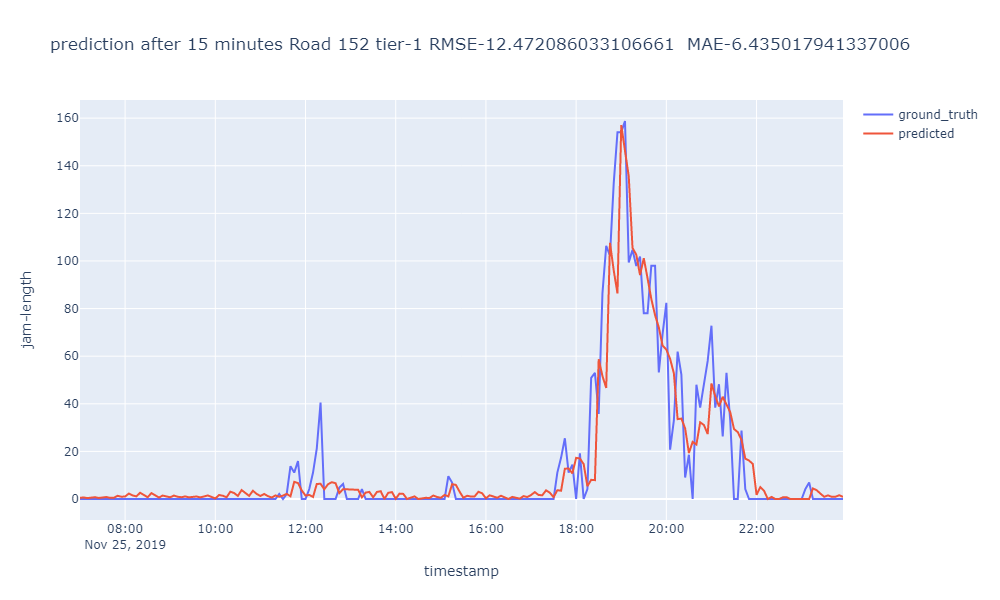 prediction after 15 minutes Road 152 tier-1 RMSE-12.472086033106661  MAE-6.435017941337006
ground_truth
predicted
160
140
120
100
80
60
40
20
0
jam-length
08:00 10:00 12:00 14:00 16:00 18:00 20:00 22:00
Nov 25, 2019
timestamp